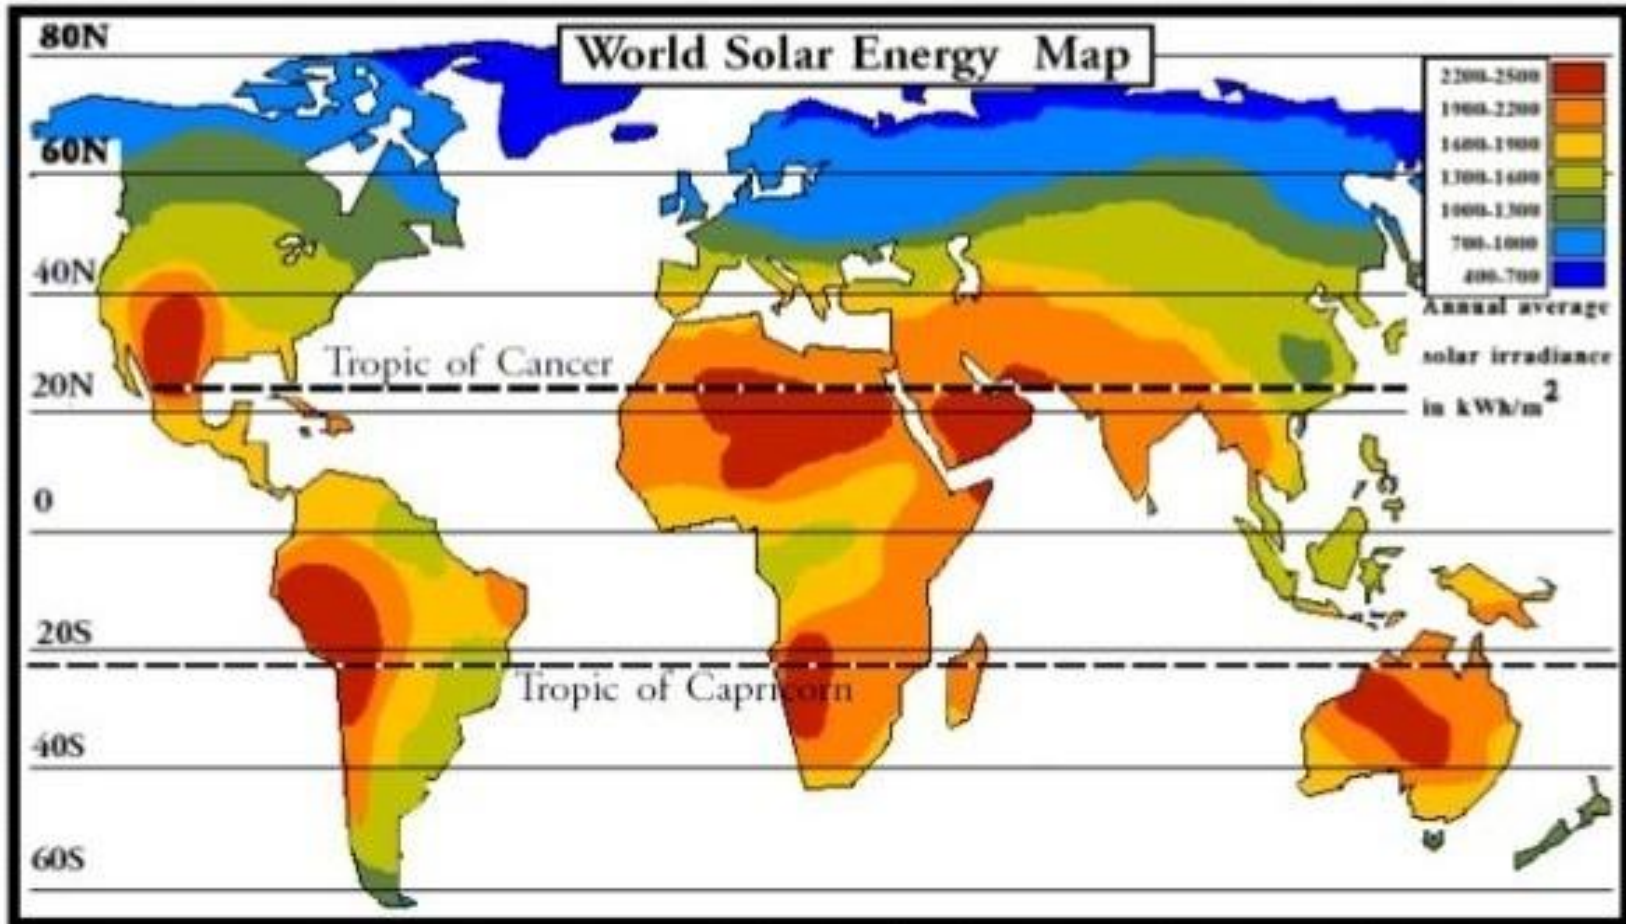 World Solar Energy Map
80N
60N
40N
20N
0
20S
40S
60S
Tropic of Cancer
Tropic of Capricorn
2200-2500
1900-2200
1600-1900
1300-1600
1000-1300
700-1000
400-700
Annual average
solar irradiance
in kWh/m²